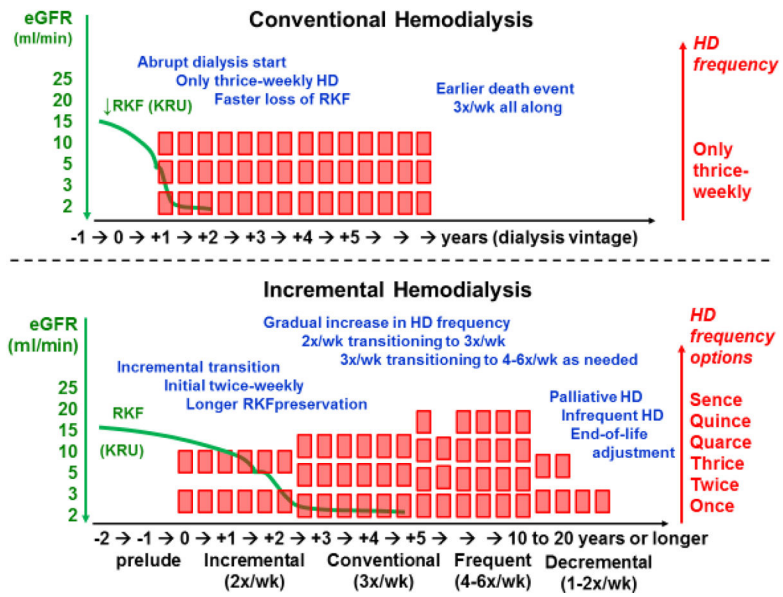 Conventional Hemodialysis
eGFR
(ml/min)
HD
frequency
Abrupt dialysis start
Only thrice-weekly HD
Faster loss of RKF
Earlier death event
3x/wk all along
↓RKF (KRU)
25
20
15
10
5
3
2
Only
thrice-
weekly
-1 → 0 → +1 → +2 → +3 → +4 → +5 → → → years (dialysis vintage)
Incremental Hemodialysis
eGFR
(ml/min)
HD
frequency
options
Gradual increase in HD frequency
2x/wk transitioning to 3x/wk
3x/wk transitioning to 4-6x/wk as needed
Incremental transition
Initial twice-weekly
Longer RKFpreservation
Palliative HD
Infrequent HD
End-of-life
adjustment
RKF
(KRU)
25
20
15
10
5
3
2
Sence
Quince
Quarce
Thrice
Twice
Once
-2 → -1 → 0 → +1 → +2 → +3 → +4 → +5 → → → 10 to 20 years or longer
prelude Incremental Conventional Frequent Decremental
(2x/wk) (3x/wk) (4-6x/wk) (1-2x/wk)